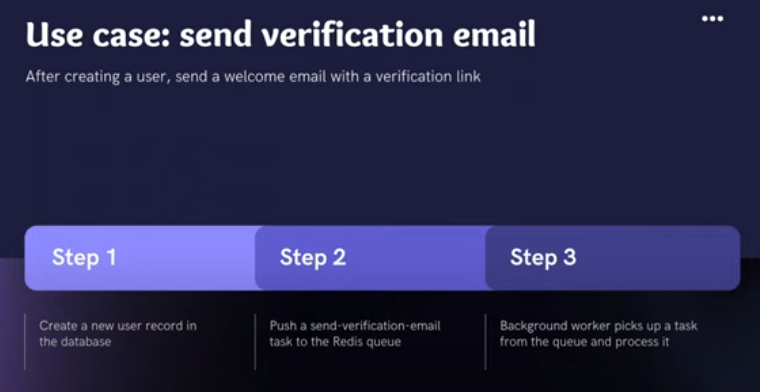 Use case: send verification email
After creating a user, send a welcome email with a verification link
Step 1
Step 2
Step 3
Create a new user record in
the database
Push a send-verification-email
task to the Redis queue
Background worker picks up a task
from the queue and process it